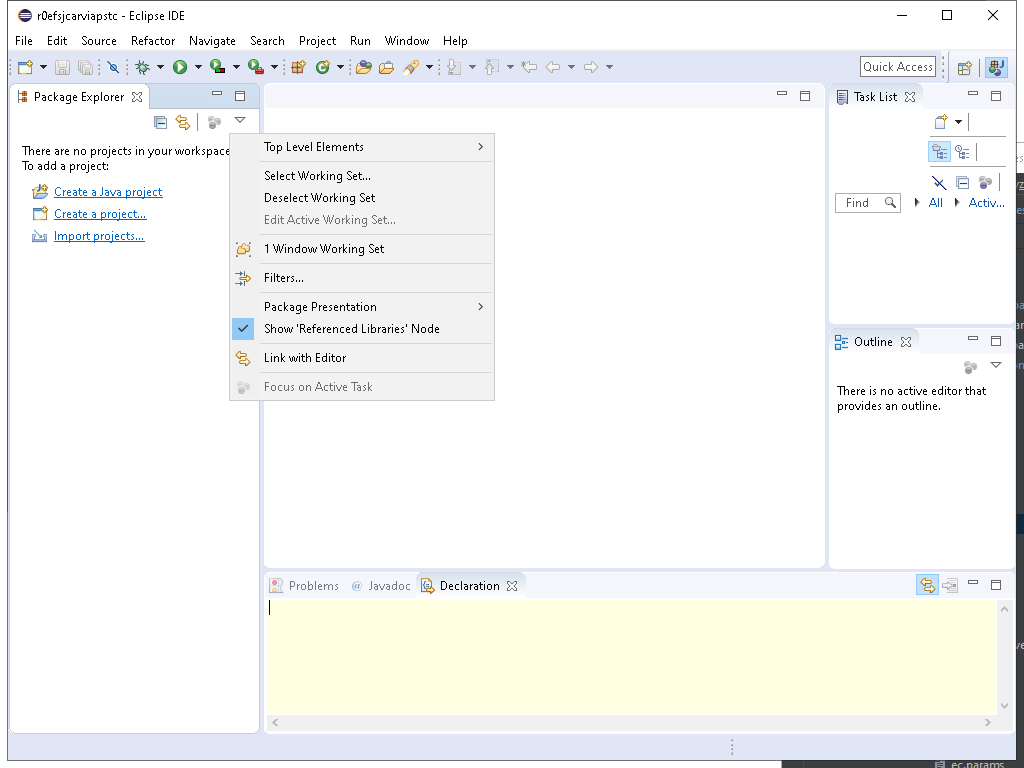 r0efsjcarviapstc - Eclipse IDE
File Edit Source Refactor Navigate Search Project Run Window Help
Quick Access
Package Explorer
Task List
There are no projects in your workspace
To add a project:
Create a Java project
Create a project...
Import projects...
Top Level Elements
Select Working Set...
Deselect Working Set
Edit Active Working Set...
1 Window Working Set
Filters...
Package Presentation
Show 'Referenced Libraries' Node
Link with Editor
Focus on Active Task
Find All Activ...
Outline
There is no active editor that
provides an outline.
Problems @ Javadoc Declaration
ec.params